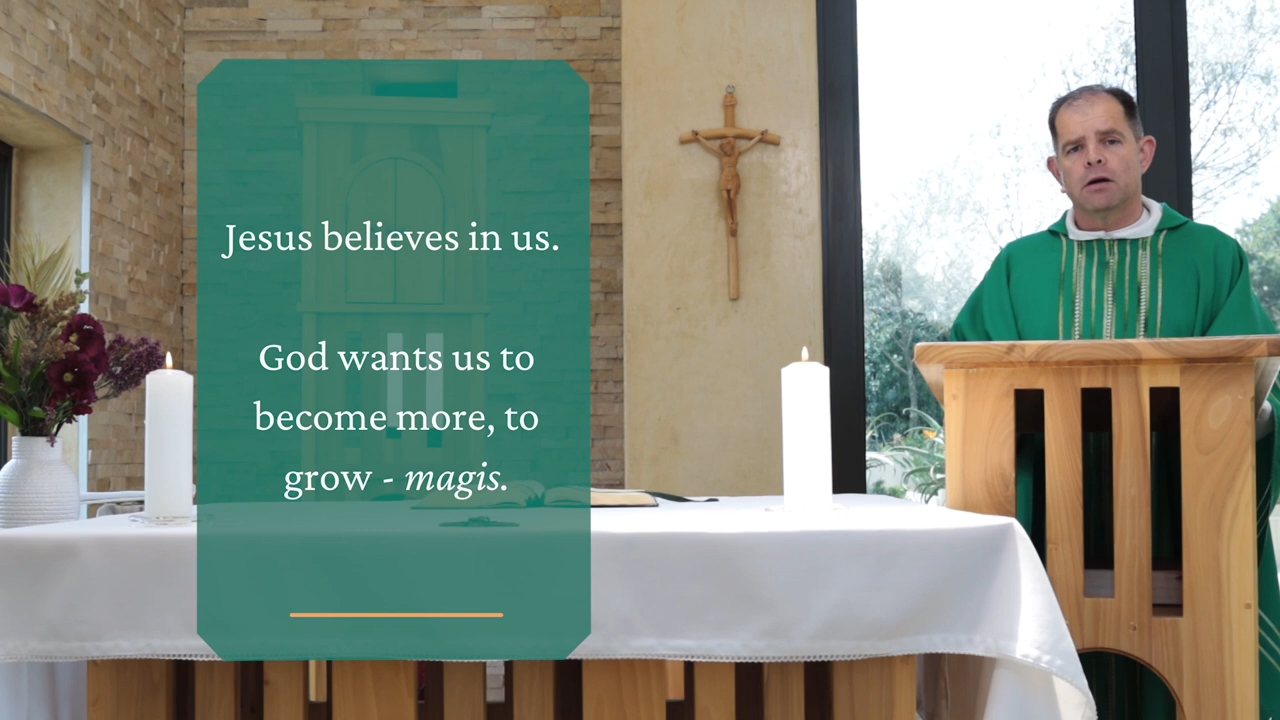 Jesus believes in us.
God wants us to
become more, to
grow - magis.